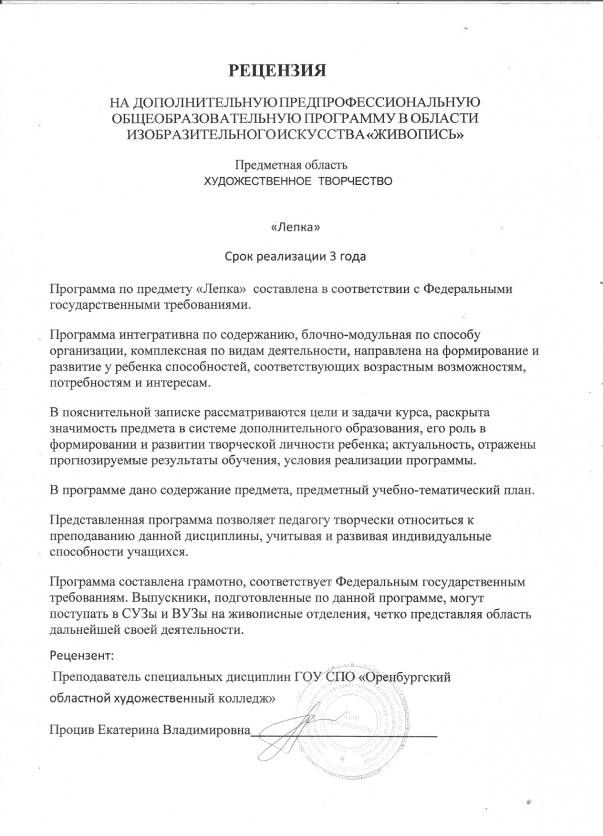 РЕЦЕНЗИЯ
НА ДОПОЛНИТЕЛЬНУЮ ПРЕДПРОФЕССИОНАЛЬНУЮ
ОБЩЕОБРАЗОВАТЕЛЬНУЮ ПРОГРАММУ В ОБЛАСТИ
ИЗОБРАЗИТЕЛЬНОГО ИСКУССТВА «ЖИВОПИСЬ»
Предметная область
ХУДОЖЕСТВЕННОЕ ТВОРЧЕСТВО
«Лепка»
Срок реализации 3 года
Программа по предмету «Лепка» составлена в соответствии с Федеральными
государственными требованиями.
Программа интегративна по содержанию, блочно-модульная по способу
организации, комплексная по видам деятельности, направлена на формирование и
развитие у ребенка способностей, соответствующих возрастным возможностям,
потребностям и интересам.
В пояснительной записке рассматриваются цели и задачи курса, раскрыта
значимость предмета в системе дополнительного образования, его роль в
формировании и развитии творческой личности ребенка; актуальность, отражены
прогнозируемые результаты обучения, условия реализации программы.
В программе дано содержание предмета, предметный учебно-тематический план.
Представленная программа позволяет педагогу творчески относиться к
преподаванию данной дисциплины, учитывая и развивая индивидуальные
способности учащихся.
Программа составлена грамотно, соответствует Федеральным государственным
требованиям. Выпускники, подготовленные по данной программе, могут
поступать в СУЗы и ВУЗы на живописные отделения, четко представляя область
дальнейшей своей деятельности.
Рецензент:
Преподаватель специальных дисциплин ГОУ СПО «Оренбургский
областной художественный колледж»
Процив Екатерина Владимировна